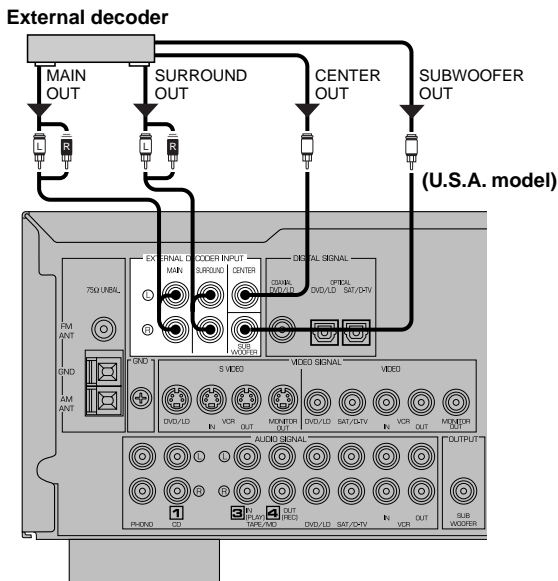 External decoder
MAIN OUT
SURROUND OUT
CENTER OUT
SUBWOOFER OUT
L R L R
(U.S.A. model)
EXTERNAL DECODER INPUT
MAIN SURROUND CENTER
L
R
SUB WOOFER
DIGITAL SIGNAL
COAXIAL OPTICAL
DVD/LD DVD/LD SAT/D-TV
75Ω UNBAL.
FM ANT
GND
AM ANT
GND
VIDEO SIGNAL
S VIDEO VIDEO
DVD/LD IN VCR OUT MONITOR OUT DVD/LD SAT/D-TV IN VCR OUT MONITOR OUT
AUDIO SIGNAL
L L
R R
1 3 IN (PLAY) 4 OUT (REC)
PHONO CD TAPE/MD DVD/LD SAT/D-TV IN VCR OUT
OUTPUT
SUB WOOFER